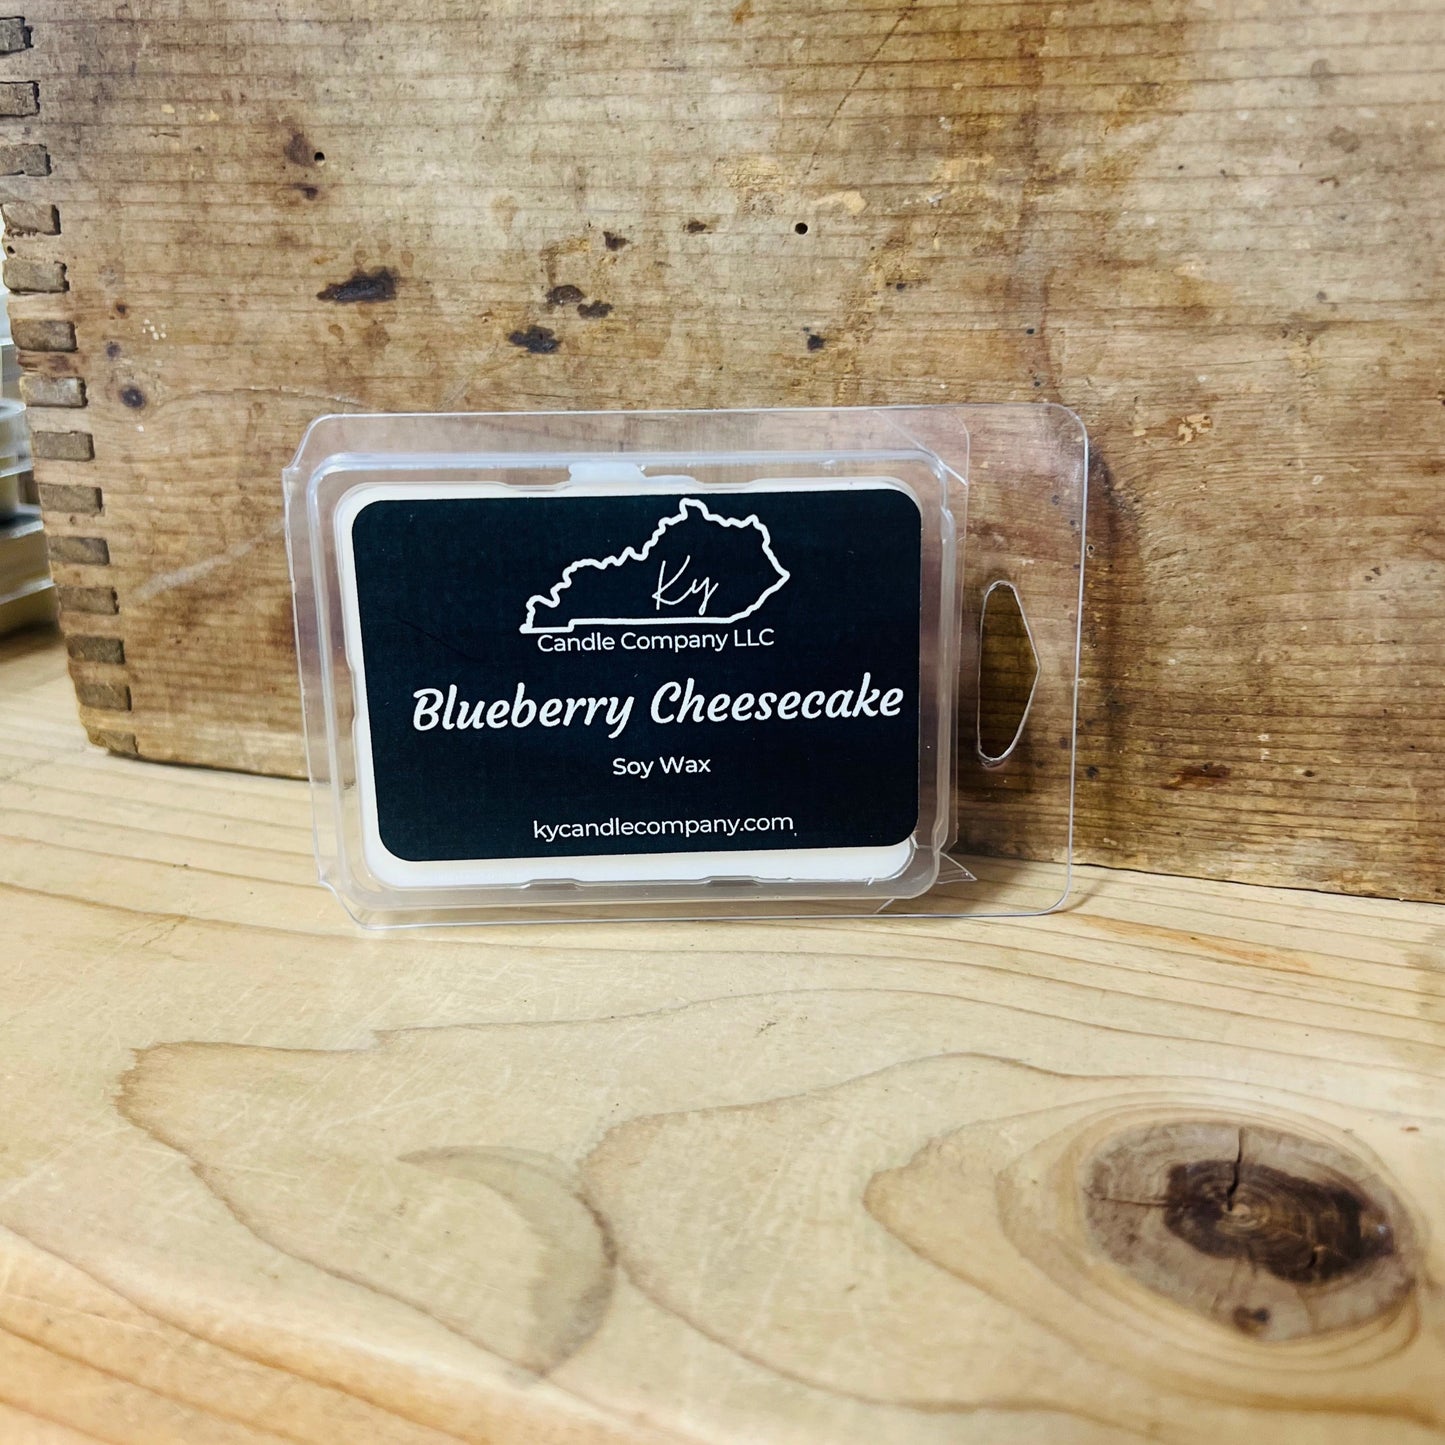 Ky
Candle Company LLC
Blueberry Cheesecake
Soy Wax
kycandlecompany.com